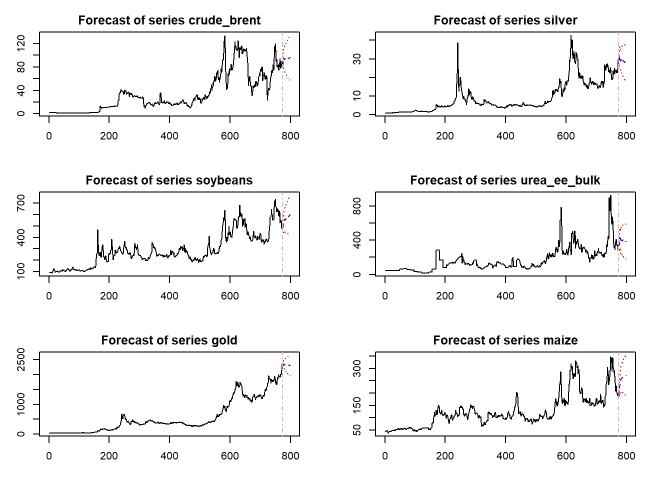 Forecast of series crude_brent
0 40 80 120
0 200 400 600 800
Forecast of series silver
0 10 30
0 200 400 600 800
Forecast of series soybeans
100 400 700
0 200 400 600 800
Forecast of series urea_ee_bulk
0 400 800
0 200 400 600 800
Forecast of series gold
0 1000 2500
0 200 400 600 800
Forecast of series maize
50 150 300
0 200 400 600 800